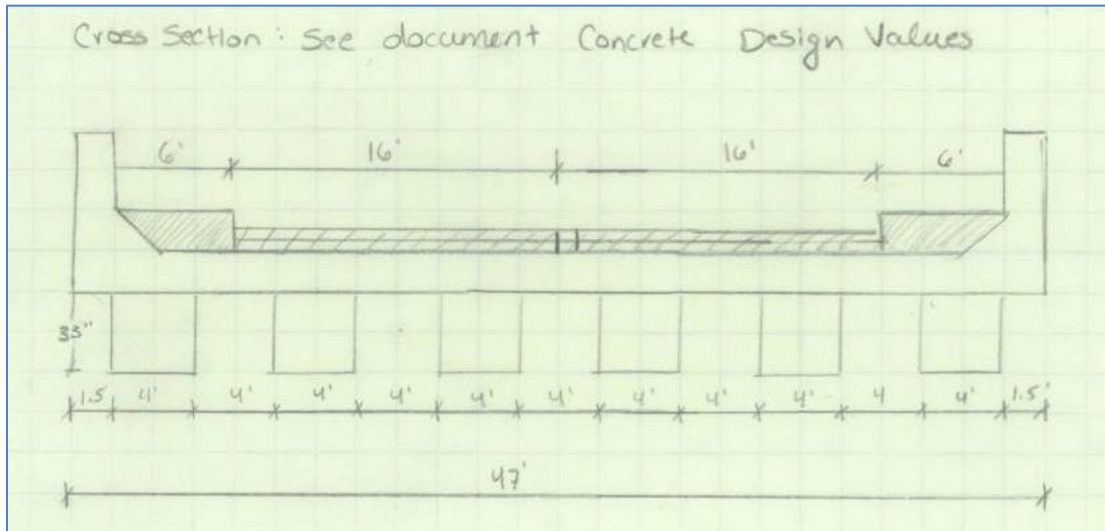 Cross Section: See document Concrete Design Values
6' 16' 16' 6'
33"
1.5 4' 4' 4' 4' 4' 4' 4' 4' 4' 4 4' 1.5'
47'